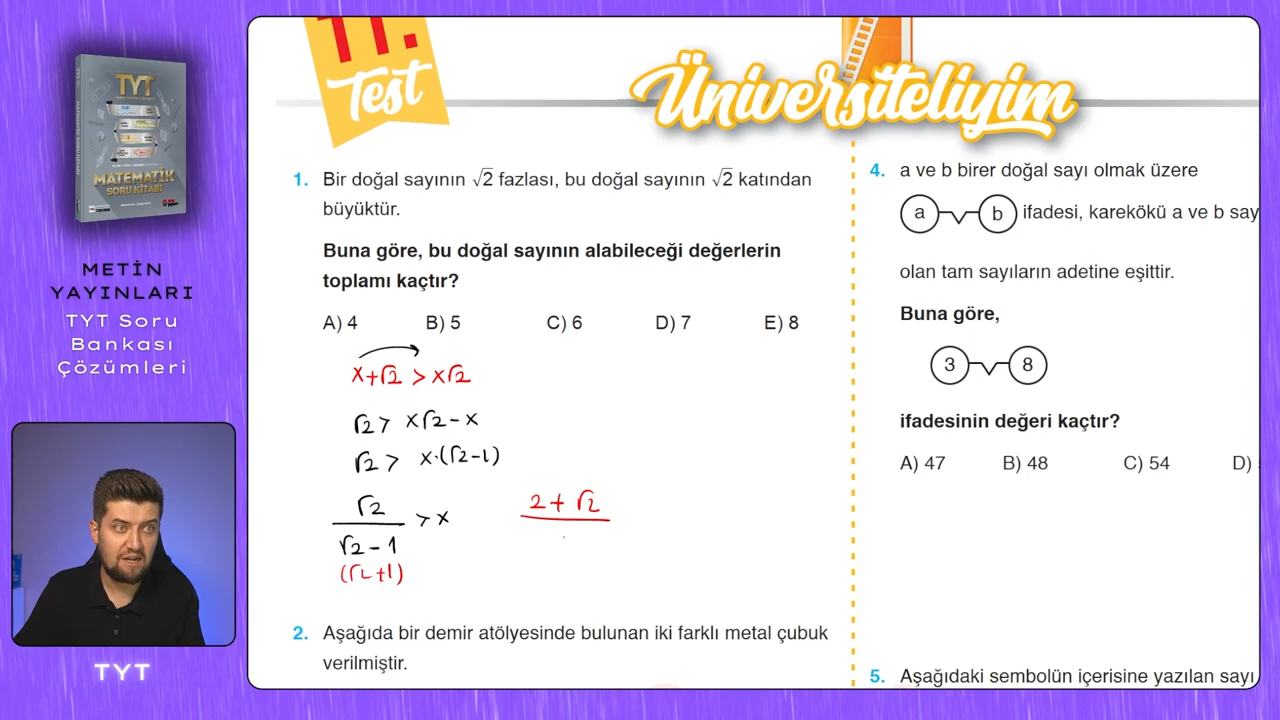 TYT
MATEMATİK
SORU KİTABI
METİN
YAYINLARI
TYT Soru
Bankası
Çözümleri
TYT
11.
Test
Üniversiteliyim
1. Bir doğal sayının √2 fazlası, bu doğal sayının √2 katından
büyüktür.
Buna göre, bu doğal sayının alabileceği değerlerin
toplamı kaçtır?
A) 4 B) 5 C) 6 D) 7 E) 8
x+√2 > x√2
√2 > x√2 - x
√2 > x·(√2-1)
√2
> x
√2 - 1
(√2+1)
2 + √2
2. Aşağıda bir demir atölyesinde bulunan iki farklı metal çubuk
verilmiştir.
4. a ve b birer doğal sayı olmak üzere
a b ifadesi, karekökü a ve b say
olan tam sayıların adetine eşittir.
Buna göre,
3 8
ifadesinin değeri kaçtır?
A) 47 B) 48 C) 54 D)
5. Aşağıdaki sembolün içerisine yazılan sayı